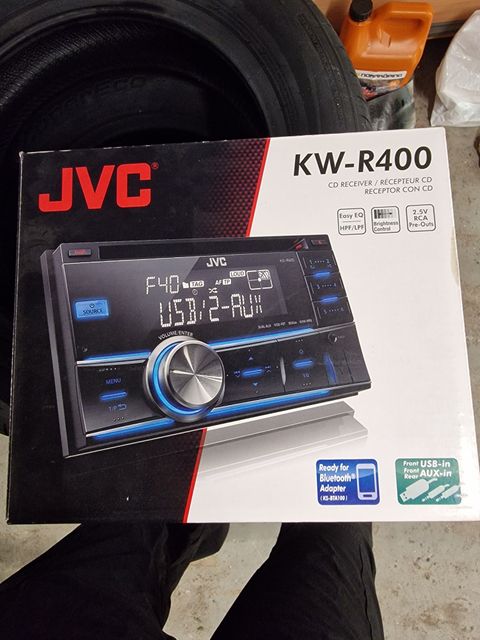 JVC
KW-R400
CD RECEIVER / RECEPTEUR CD
RECEPTOR CON CD
Easy EQ
HPF/LPF
Brightness
Control
2.5V
RCA
Pre-Outs
JVC
F40 TAG AF TP LOUD
USB/2-AUX
SOURCE
VOLUME/ENTER
MENU
T/P
Ready for
Bluetooth®
Adapter
(KS-BTA100)
Front USB-in
Front
Rear AUX-in